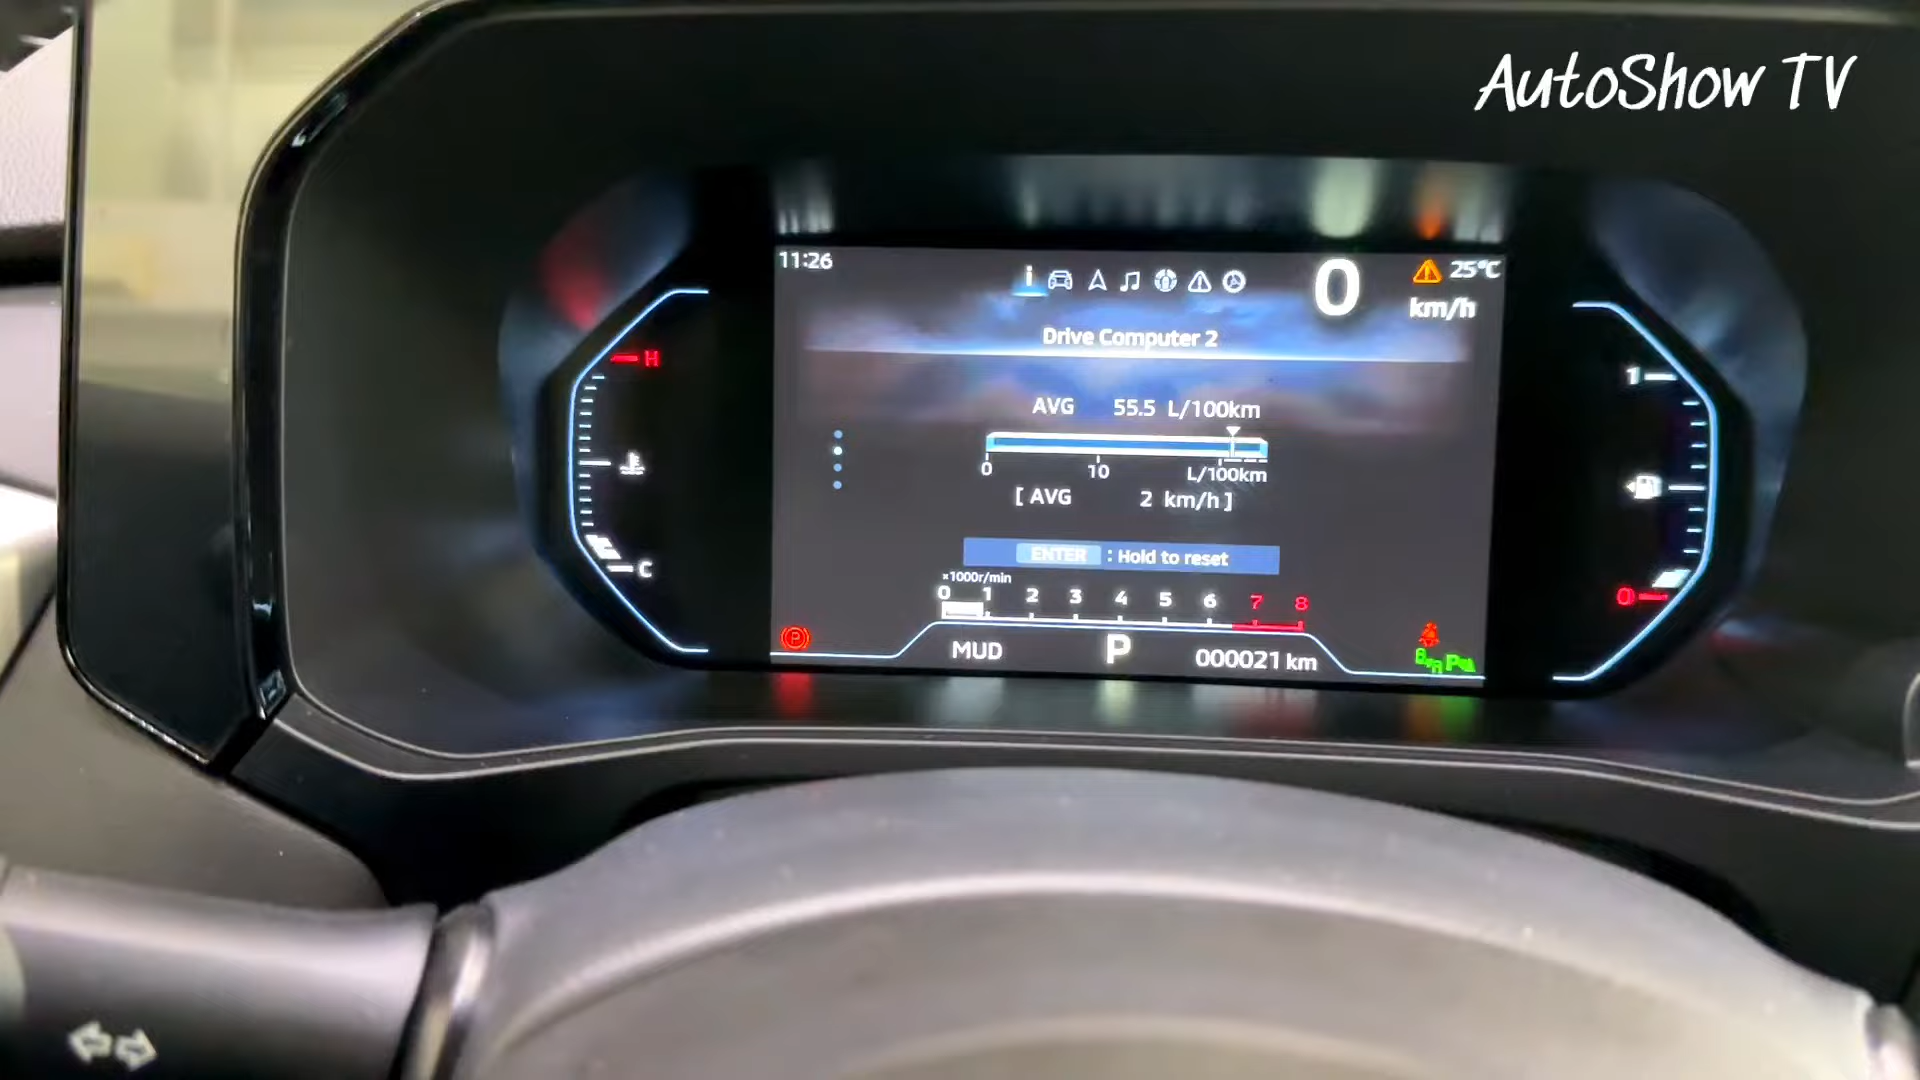 AutoShow TV
11:26
0
25°C
km/h
Drive Computer 2
AVG 55.5 L/100km
0 10 L/100km
[ AVG 2 km/h ]
ENTER : Hold to reset
×1000r/min
0 1 2 3 4 5 6 7 8
MUD P 000021 km
H
C
1
0